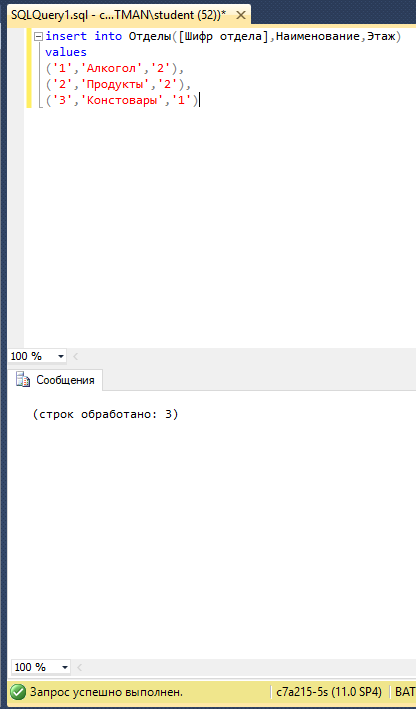 SQLQuery1.sql - c...TMAN\student (52))*
insert into Отделы([Шифр отдела],Наименование,Этаж)
values
('1','Алкогол','2'),
('2','Продукты','2'),
('3','Констовары','1')
100 %
Сообщения
(строк обработано: 3)
100 %
Запрос успешно выполнен. c7a215-5s (11.0 SP4) BAT